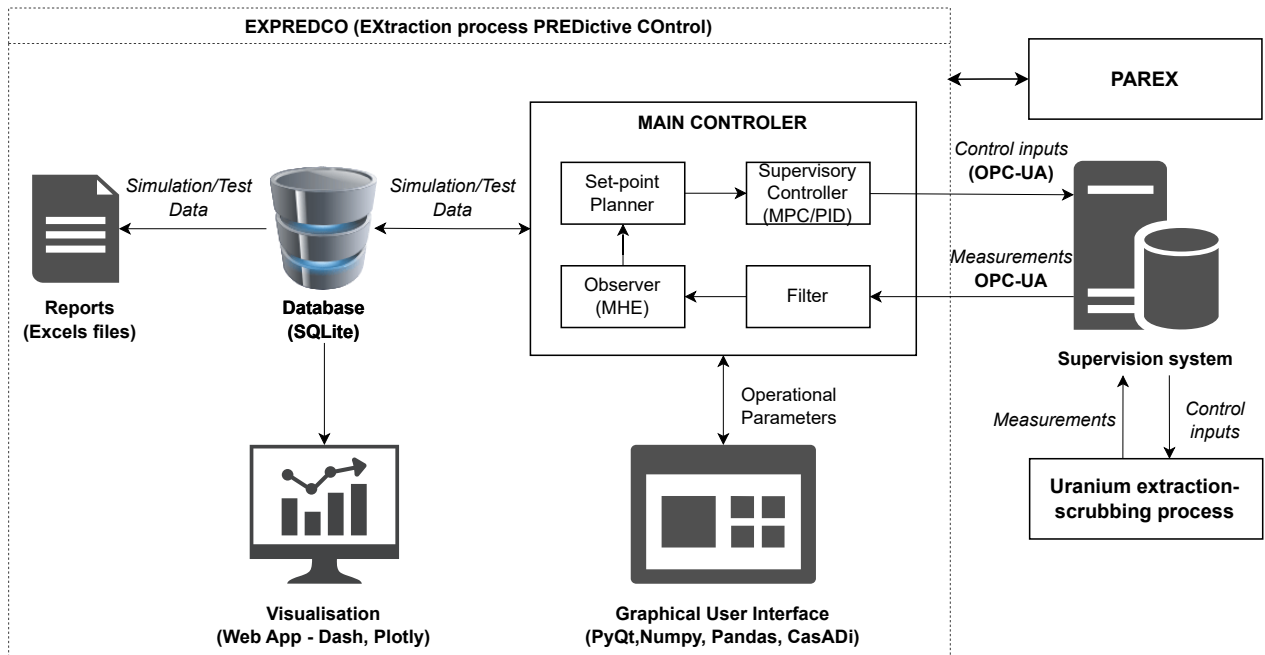 EXPREDCO (EXtraction process PREDictive COntrol)
PAREX
MAIN CONTROLER
Set-point
Planner
Supervisory
Controller
(MPC/PID)
Observer
(MHE)
Filter
Control inputs
(OPC-UA)
Measurements
OPC-UA
Simulation/Test
Data
Simulation/Test
Data
Reports
(Excels files)
Database
(SQLite)
Supervision system
Operational
Parameters
Measurements
Control
inputs
Uranium extraction-
scrubbing process
Visualisation
(Web App - Dash, Plotly)
Graphical User Interface
(PyQt,Numpy, Pandas, CasADi)